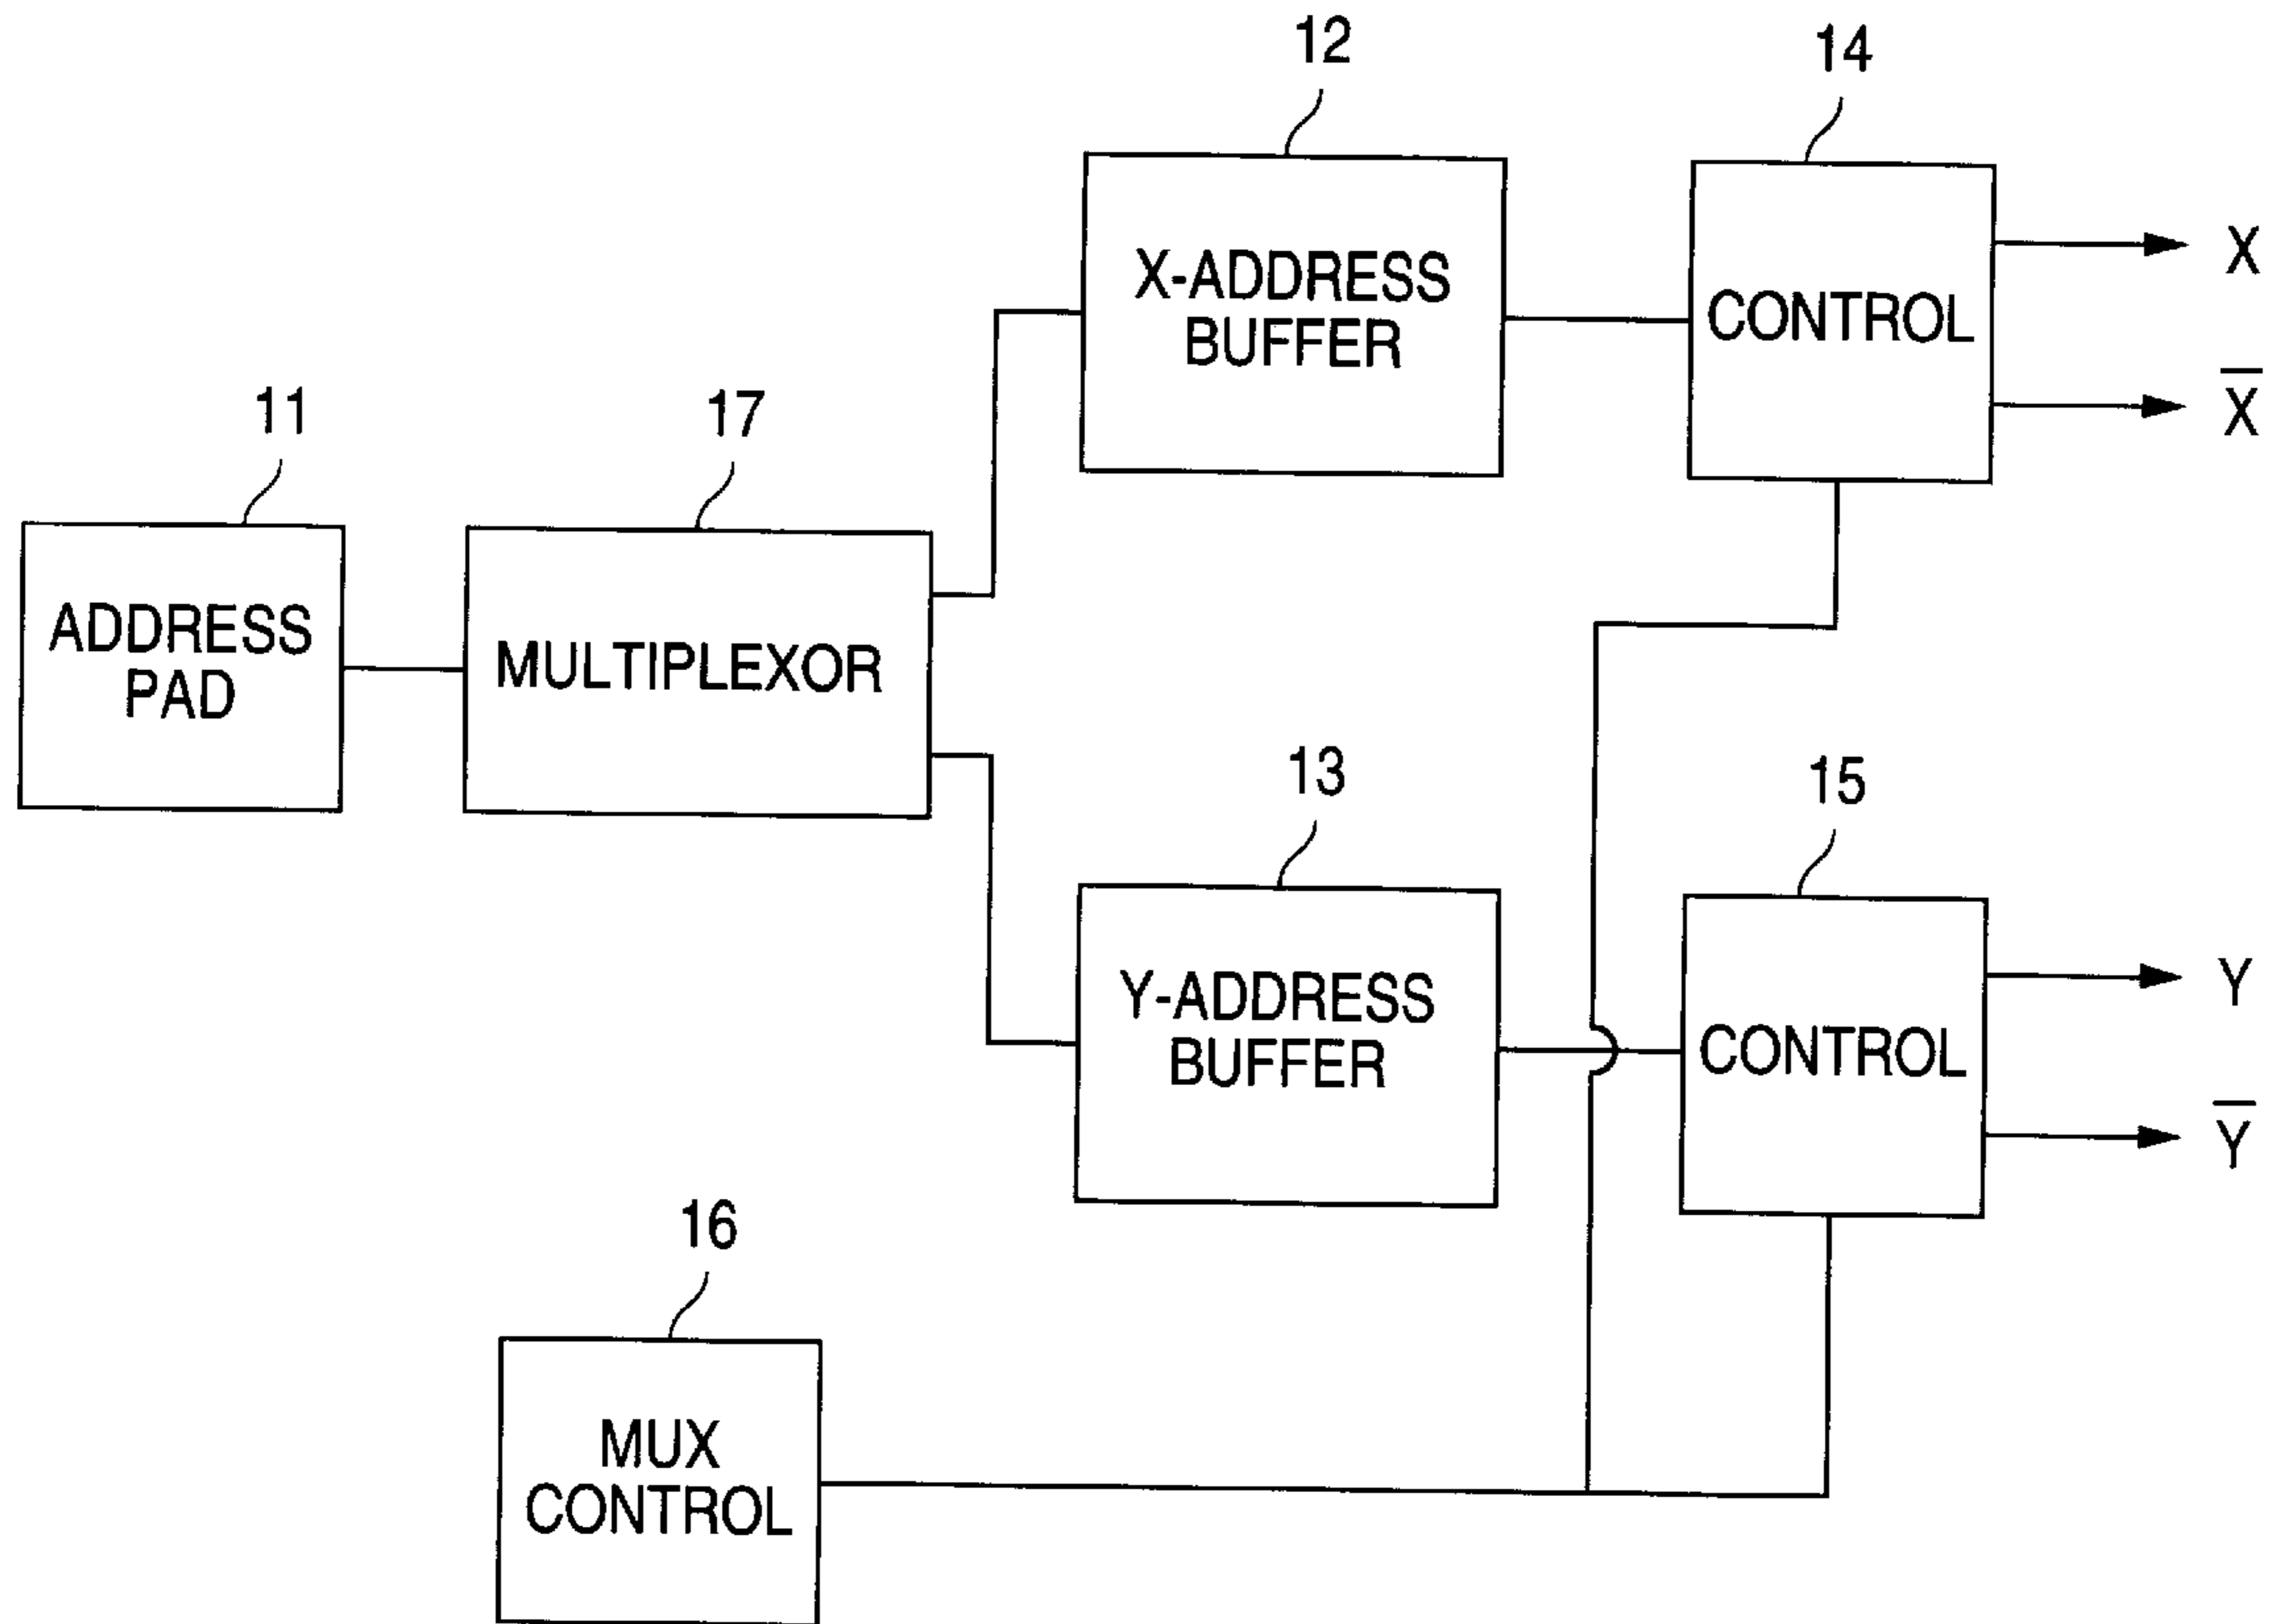 12
14
X-ADDRESS
BUFFER
CONTROL
X
X̅
11
17
ADDRESS
PAD
MULTIPLEXOR
13
15
Y-ADDRESS
BUFFER
CONTROL
Y
Y̅
16
MUX
CONTROL